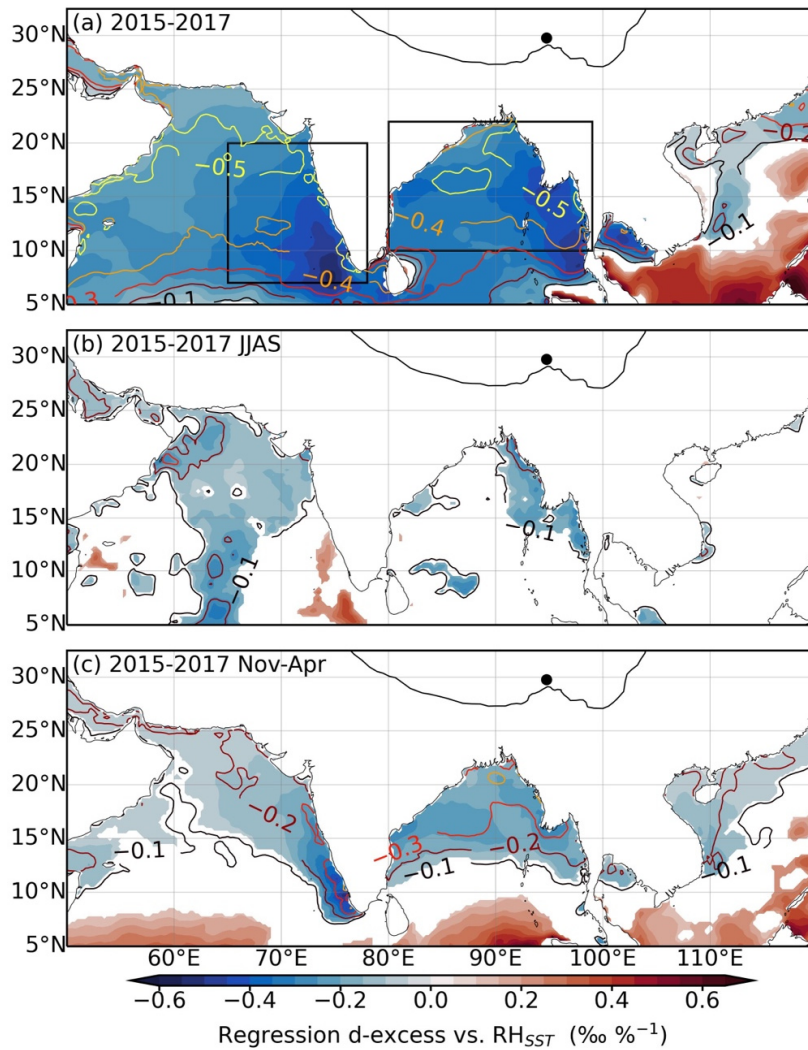 (a) 2015-2017
30°N
25°N
20°N
15°N
10°N
5°N
−0.5
−0.5
−0.4
−0.4
−0.2
−0.1
−0.1
(b) 2015-2017 JJAS
30°N
25°N
20°N
15°N
10°N
5°N
−0.1
−0.1
(c) 2015-2017 Nov-Apr
30°N
25°N
20°N
15°N
10°N
5°N
−0.2
−0.3
−0.2
−0.1
−0.1
−0.1
60°E 70°E 80°E 90°E 100°E 110°E
−0.6 −0.4 −0.2 0.0 0.2 0.4 0.6
Regression d-excess vs. RH$_{SST}$ (‰ %$^{−1}$)